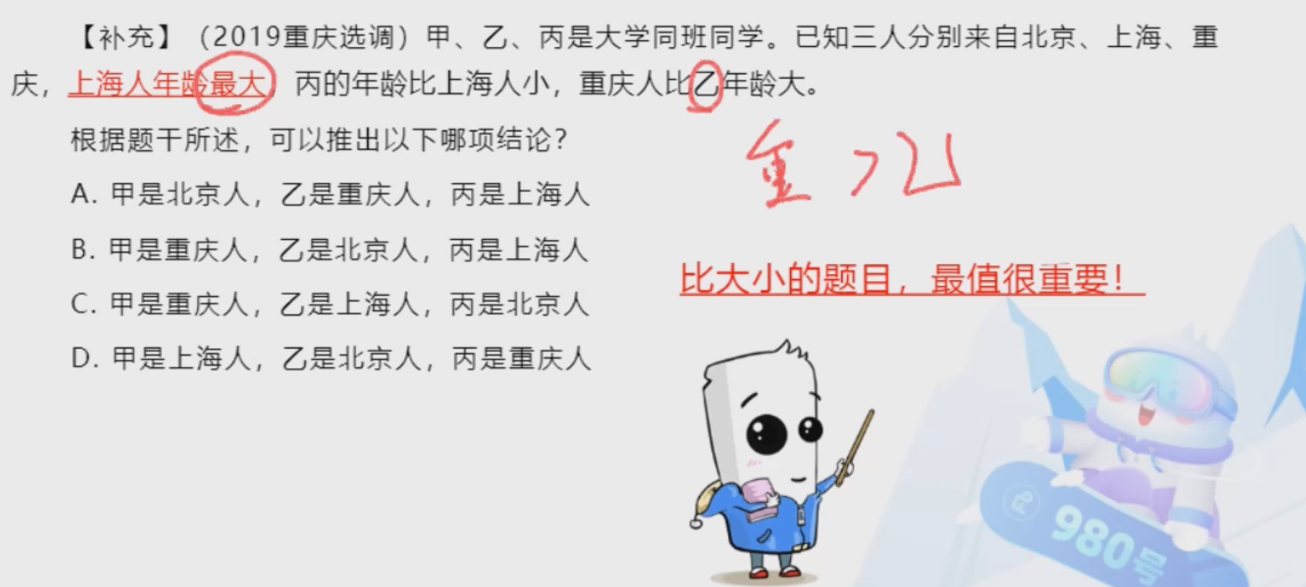 【补充】（2019重庆选调）甲、乙、丙是大学同班同学。已知三人分别来自北京、上海、重
庆，上海人年龄最大，丙的年龄比上海人小，重庆人比乙年龄大。
根据题干所述，可以推出以下哪项结论？
A. 甲是北京人，乙是重庆人，丙是上海人
B. 甲是重庆人，乙是北京人，丙是上海人
C. 甲是重庆人，乙是上海人，丙是北京人
D. 甲是上海人，乙是北京人，丙是重庆人
重>乙
比大小的题目，最值很重要！
980号